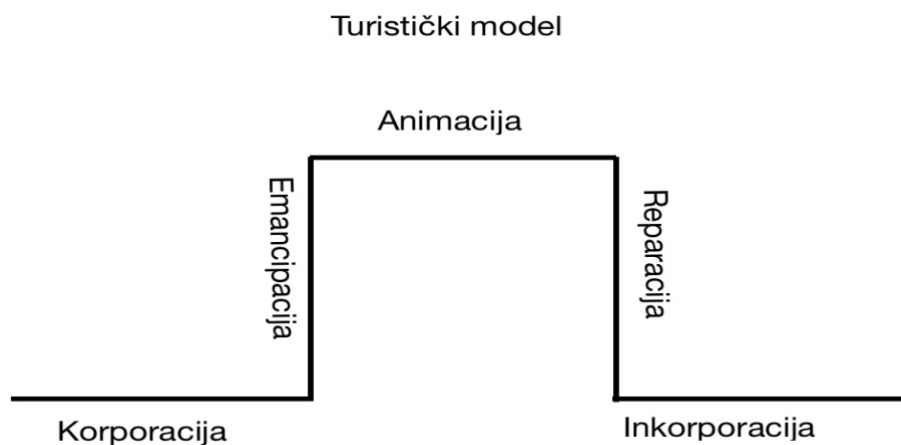 Turistički model
Animacija
Emancipacija
Reparacija
Korporacija
Inkorporacija